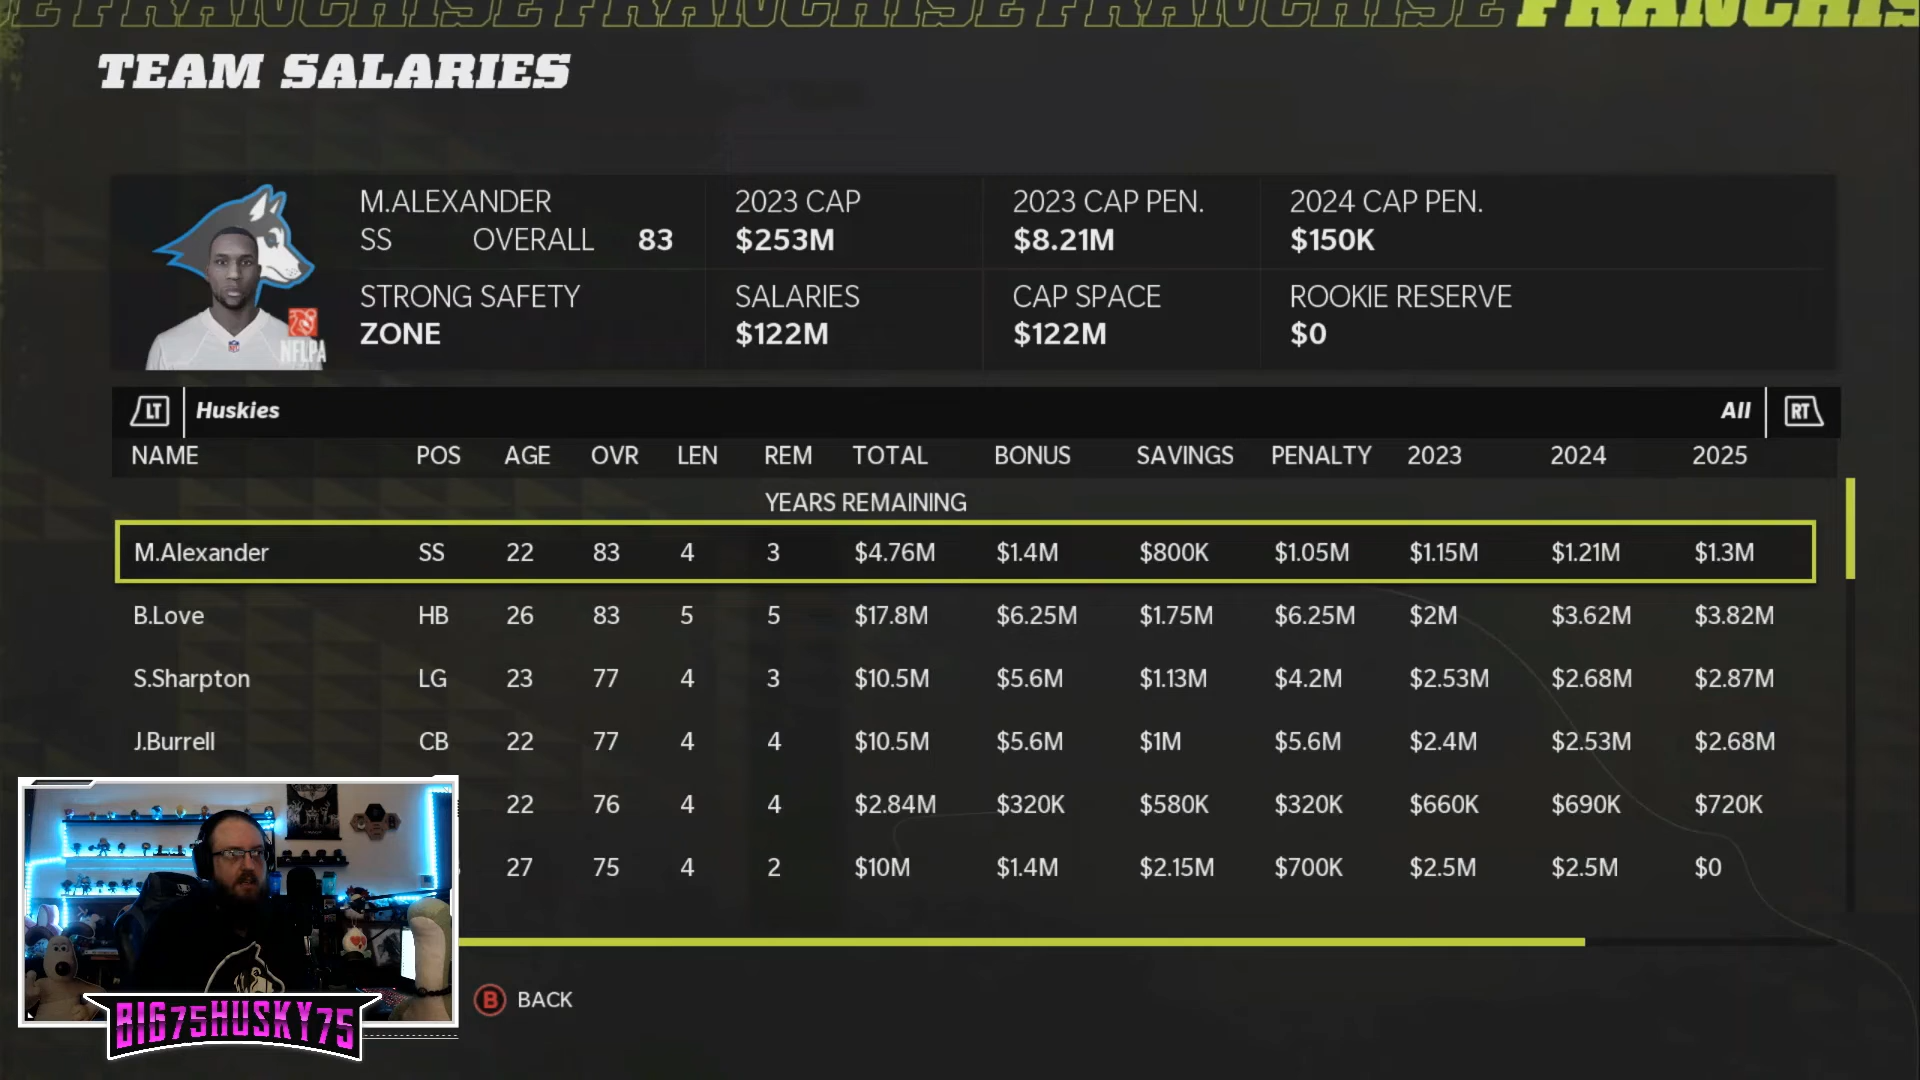 FRANCHISE FRANCHISE FRANCHISE FRANCHIS
TEAM SALARIES
M.ALEXANDER
SS OVERALL 83
STRONG SAFETY
ZONE
NFLPA
2023 CAP
$253M
SALARIES
$122M
2023 CAP PEN.
$8.21M
CAP SPACE
$122M
2024 CAP PEN.
$150K
ROOKIE RESERVE
$0
LT Huskies All RT
NAME POS AGE OVR LEN REM TOTAL BONUS SAVINGS PENALTY 2023 2024 2025
YEARS REMAINING
M.Alexander SS 22 83 4 3 $4.76M $1.4M $800K $1.05M $1.15M $1.21M $1.3M
B.Love HB 26 83 5 5 $17.8M $6.25M $1.75M $6.25M $2M $3.62M $3.82M
S.Sharpton LG 23 77 4 3 $10.5M $5.6M $1.13M $4.2M $2.53M $2.68M $2.87M
J.Burrell CB 22 77 4 4 $10.5M $5.6M $1M $5.6M $2.4M $2.53M $2.68M
22 76 4 4 $2.84M $320K $580K $320K $660K $690K $720K
27 75 4 2 $10M $1.4M $2.15M $700K $2.5M $2.5M $0
B BACK
BIG75HUSKY75